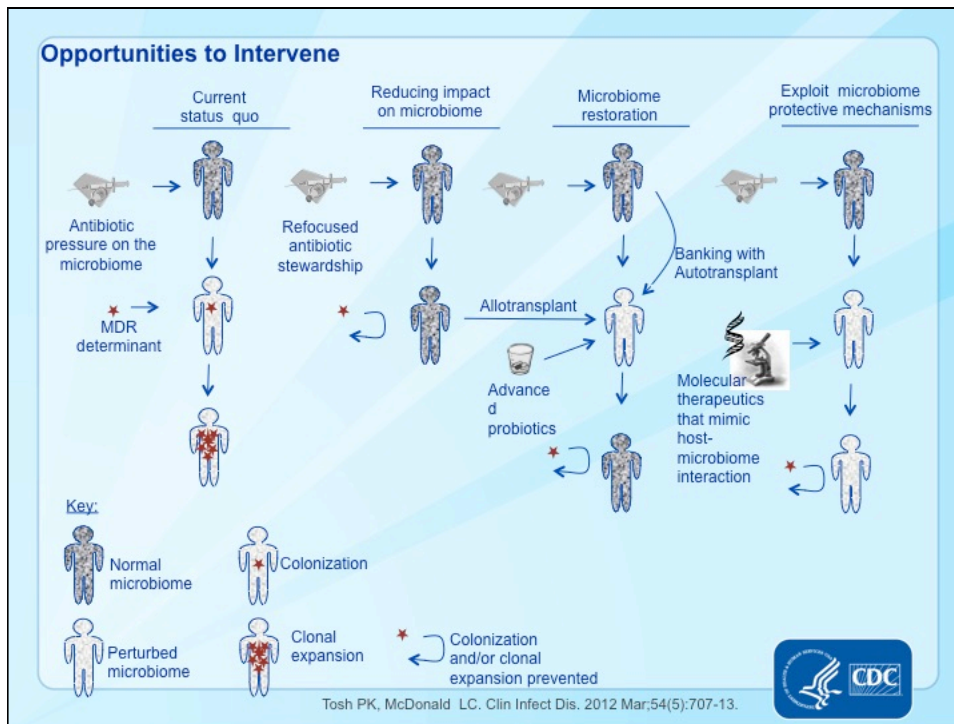 Opportunities to Intervene
Current
status quo
Reducing impact
on microbiome
Microbiome
restoration
Exploit microbiome
protective mechanisms
Antibiotic
pressure on the
microbiome
Refocused
antibiotic
stewardship
Banking with
Autotransplant
MDR
determinant
Allotransplant
Advance
d
probiotics
Molecular
therapeutics
that mimic
host-
microbiome
interaction
Key:
Normal
microbiome
Colonization
Perturbed
microbiome
Clonal
expansion
Colonization
and/or clonal
expansion prevented
CDC
Tosh PK, McDonald LC. Clin Infect Dis. 2012 Mar;54(5):707-13.